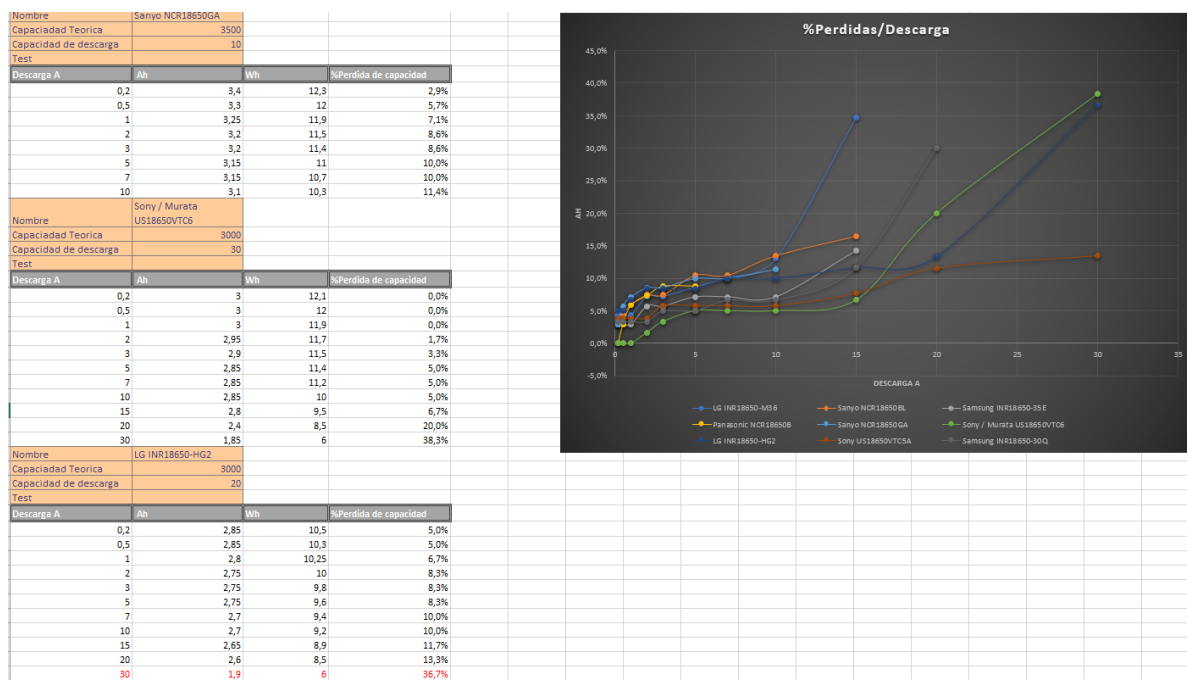 Nombre Sanyo NCR18650GA
Capaciadad Teorica 3500
Capacidad de descarga 10
Test
Descarga A Ah Wh %Perdida de capacidad
0,2 3,4 12,3 2,9%
0,5 3,3 12 5,7%
1 3,25 11,9 7,1%
2 3,2 11,5 8,6%
3 3,2 11,4 8,6%
5 3,15 11 10,0%
7 3,15 10,7 10,0%
10 3,1 10,3 11,4%
Nombre Sony / Murata
US18650VTC6
Capaciadad Teorica 3000
Capacidad de descarga 30
Test
Descarga A Ah Wh %Perdida de capacidad
0,2 3 12,1 0,0%
0,5 3 12 0,0%
1 3 11,9 0,0%
2 2,95 11,7 1,7%
3 2,9 11,5 3,3%
5 2,85 11,4 5,0%
7 2,85 11,2 5,0%
10 2,85 10 5,0%
15 2,8 9,5 6,7%
20 2,4 8,5 20,0%
30 1,85 6 38,3%
Nombre LG INR18650-HG2
Capaciadad Teorica 3000
Capacidad de descarga 20
Test
Descarga A Ah Wh %Perdida de capacidad
0,2 2,85 10,5 5,0%
0,5 2,85 10,3 5,0%
1 2,8 10,25 6,7%
2 2,75 10 8,3%
3 2,75 9,8 8,3%
5 2,75 9,6 8,3%
7 2,7 9,4 10,0%
10 2,7 9,2 10,0%
15 2,65 8,9 11,7%
20 2,6 8,5 13,3%
30 1,9 6 36,7%
%Perdidas/Descarga
45,0%
40,0%
35,0%
30,0%
25,0%
20,0%
15,0%
10,0%
5,0%
0,0%
-5,0%
AH
0 5 10 15 20 25 30 35
DESCARGA A
LG INR18650-M36 Sanyo NCR18650BL Samsung INR18650-35E
Panasonic NCR18650B Sanyo NCR18650GA Sony / Murata US18650VTC6
LG INR18650-HG2 Sony US18650VTC5A Samsung INR18650-30Q